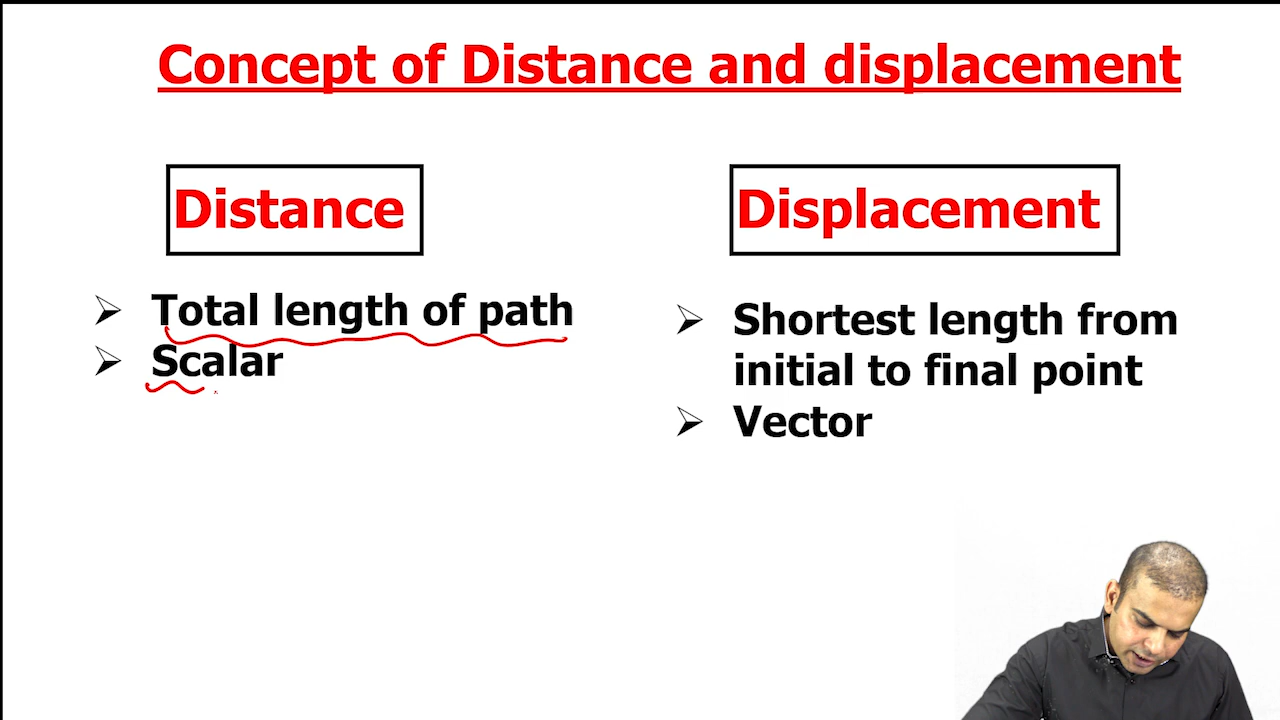 Concept of Distance and displacement
Distance
Total length of path
Scalar
Displacement
Shortest length from
initial to final point
Vector